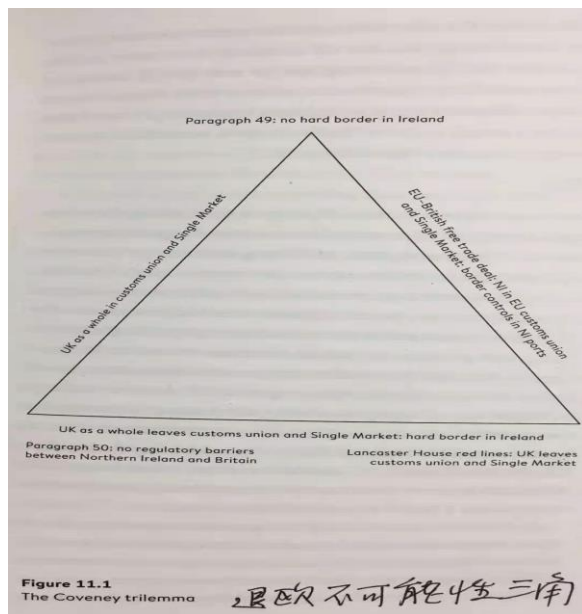 Paragraph 49: no hard border in Ireland
UK as a whole in customs union and Single Market
EU–British free trade deal: NI in EU customs union
and Single Market: border controls in NI ports
UK as a whole leaves customs union and Single Market: hard border in Ireland
Paragraph 50: no regulatory barriers
between Northern Ireland and Britain
Lancaster House red lines: UK leaves
customs union and Single Market
Figure 11.1
The Coveney trilemma
退欧不可能性三角